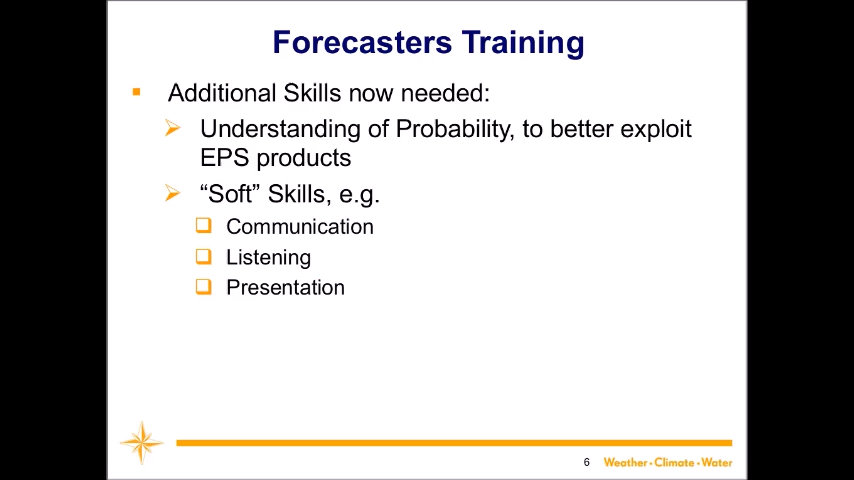 Forecasters Training
Additional Skills now needed:
Understanding of Probability, to better exploit
EPS products
“Soft” Skills, e.g.
Communication
Listening
Presentation
6 Weather • Climate • Water